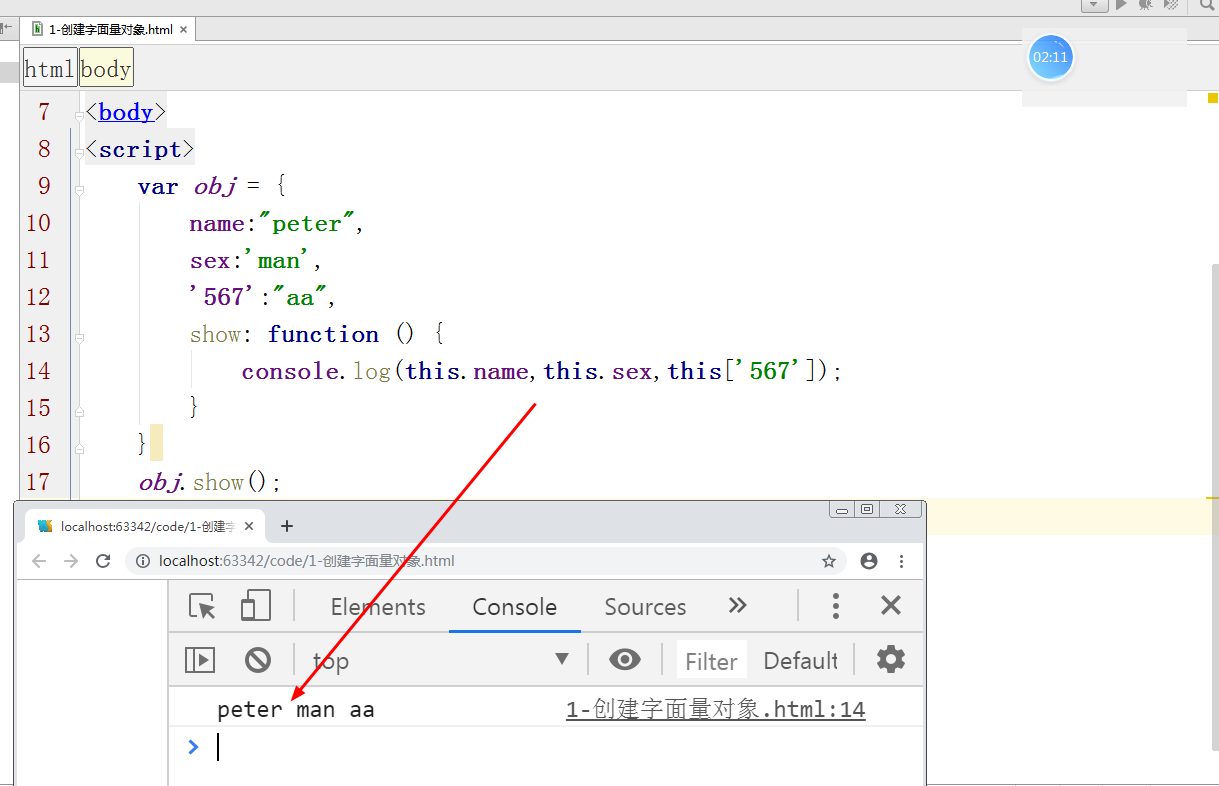 1-创建字面量对象.html ×
02:11
html body
7 <body>
8 <script>
9 var obj = {
10 name:"peter",
11 sex:'man',
12 '567':"aa",
13 show: function () {
14 console.log(this.name,this.sex,this['567']);
15 }
16 }
17 obj.show();
localhost:63342/code/1-创建字 × +
localhost:63342/code/1-创建字面量对象.html
Elements Console Sources »
top ▼ Filter Default
peter man aa 1-创建字面量对象.html:14
>